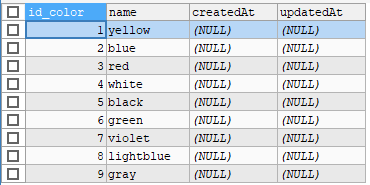 id_color name createdAt updatedAt
1 yellow (NULL) (NULL)
2 blue (NULL) (NULL)
3 red (NULL) (NULL)
4 white (NULL) (NULL)
5 black (NULL) (NULL)
6 green (NULL) (NULL)
7 violet (NULL) (NULL)
8 lightblue (NULL) (NULL)
9 gray (NULL) (NULL)